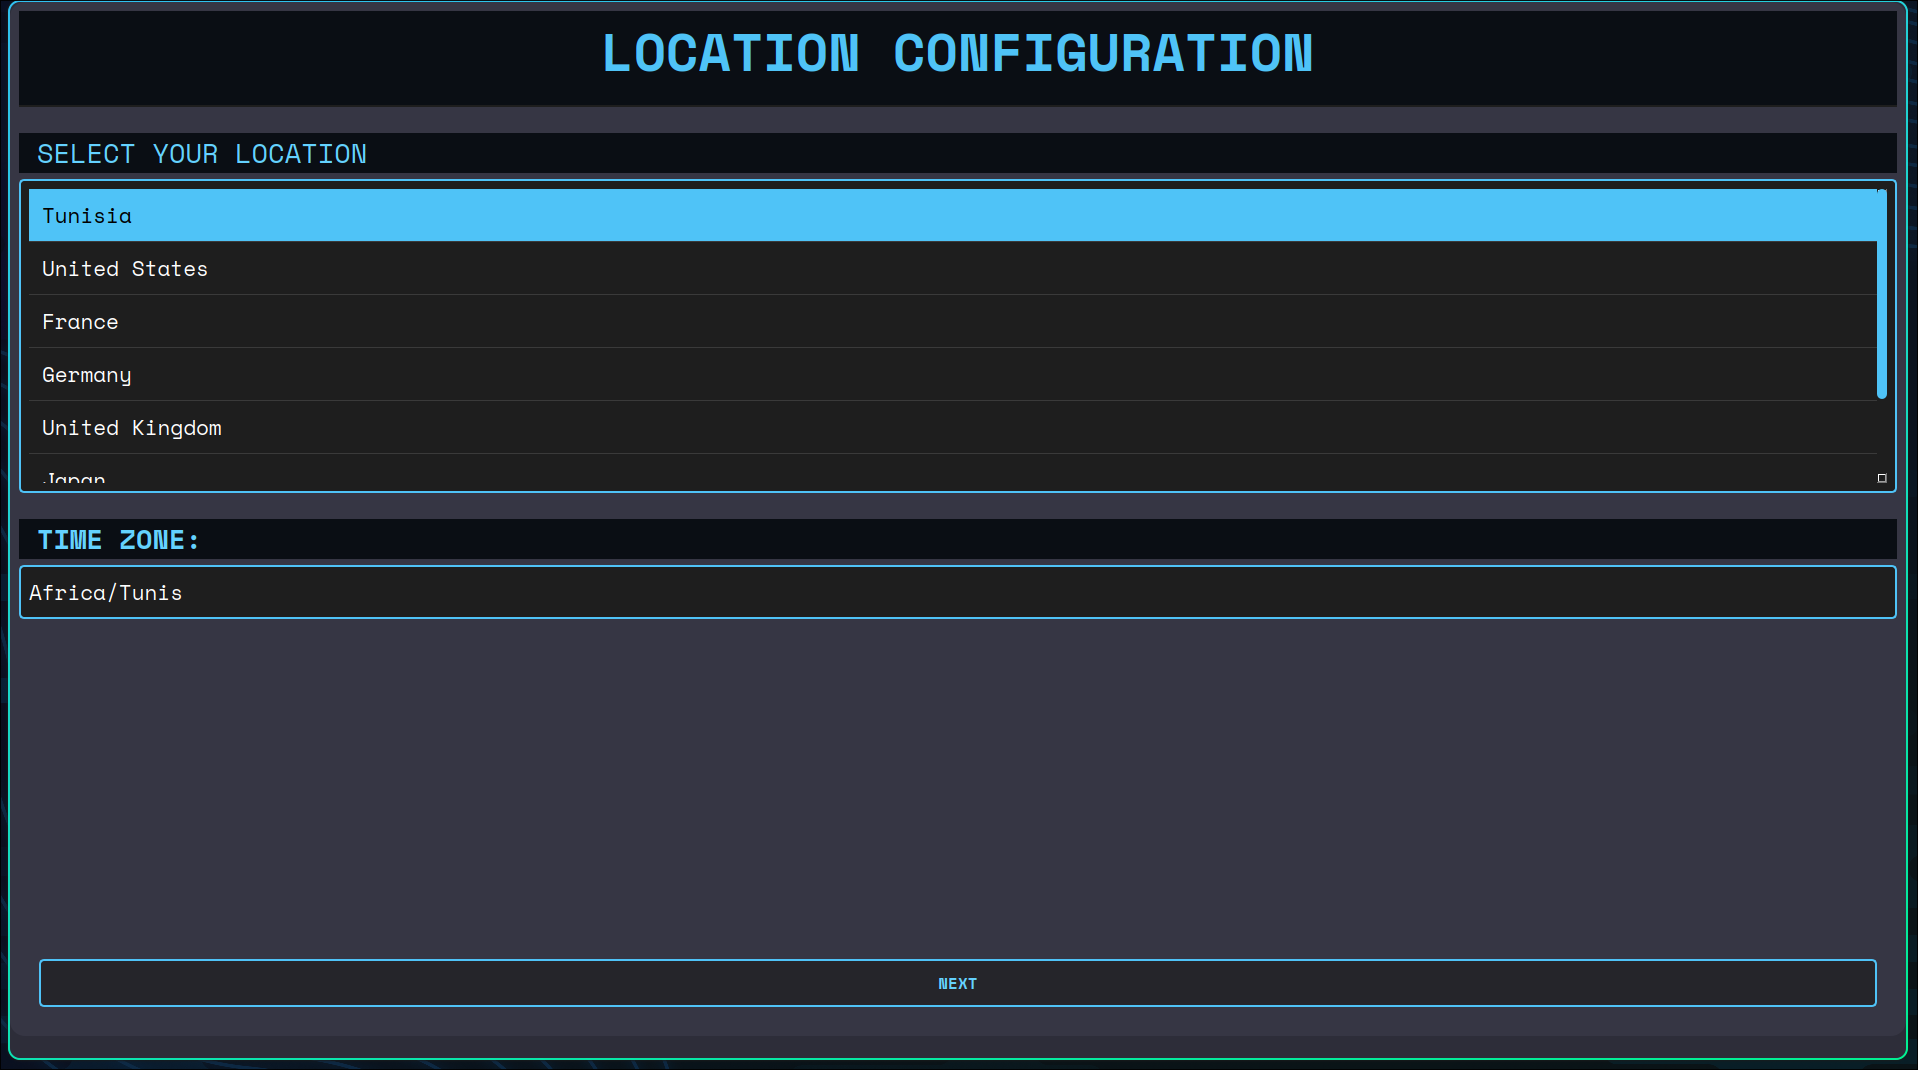 LOCATION CONFIGURATION
SELECT YOUR LOCATION
Tunisia
United States
France
Germany
United Kingdom
Japan
TIME ZONE:
Africa/Tunis
NEXT